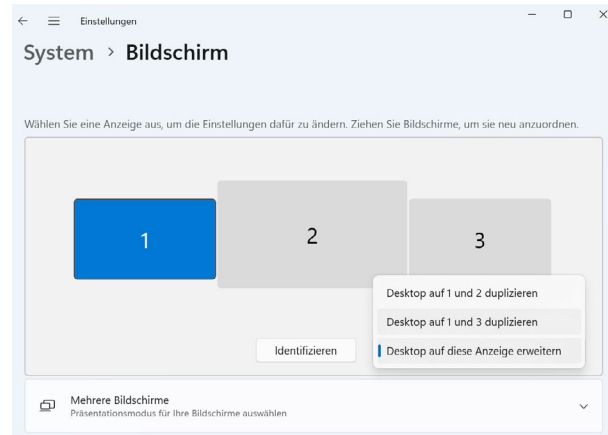 Einstellungen
System > Bildschirm
Wählen Sie eine Anzeige aus, um die Einstellungen dafür zu ändern. Ziehen Sie Bildschirme, um sie neu anzuordnen.
1
2
3
Desktop auf 1 und 2 duplizieren
Desktop auf 1 und 3 duplizieren
Identifizieren
Desktop auf diese Anzeige erweitern
Mehrere Bildschirme
Präsentationsmodus für Ihre Bildschirme auswählen